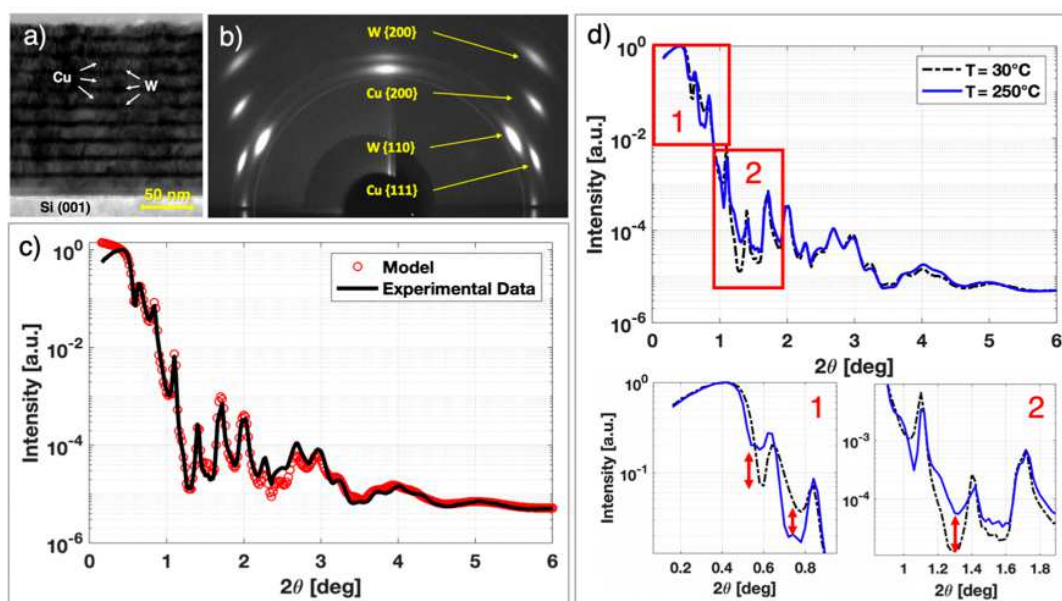 a)
Cu
W
50 nm
Si (001)
b)
W {200}
Cu {200}
W {110}
Cu {111}
c)
10⁰
10⁻²
10⁻⁴
10⁻⁶
Intensity [a.u.]
Model
Experimental Data
0 1 2 3 4 5 6
2θ [deg]
d)
10⁰
10⁻²
10⁻⁴
10⁻⁶
Intensity [a.u.]
T = 30°C
T = 250°C
1
2
0 1 2 3 4 5 6
2θ [deg]
10⁰
10⁻¹
Intensity [a.u.]
1
0.2 0.4 0.6 0.8
2θ [deg]
10⁻³
10⁻⁴
2
1 1.2 1.4 1.6 1.8
2θ [deg]